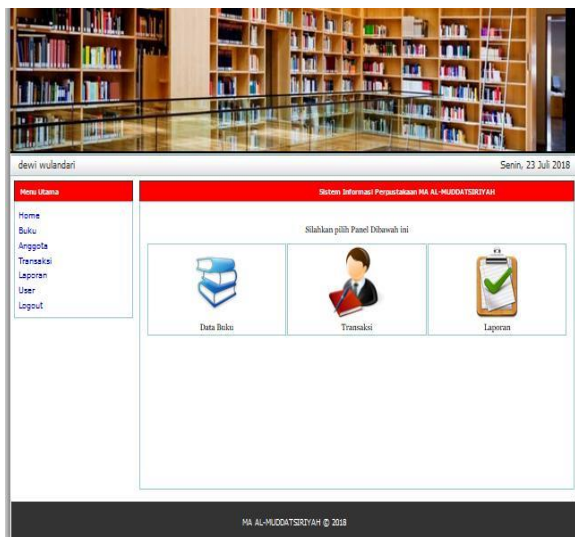 dewi wulandari
Senin, 23 Juli 2018
Menu Utama
Home
Buku
Anggota
Transaksi
Laporan
User
Logout
Sistem Informasi Perpustakaan MA AL-MUDDATSIRIYAH
Silahkan pilih Panel Dibawah ini
Data Buku
Transaksi
Laporan
MA AL-MUDDATSIRIYAH © 2018